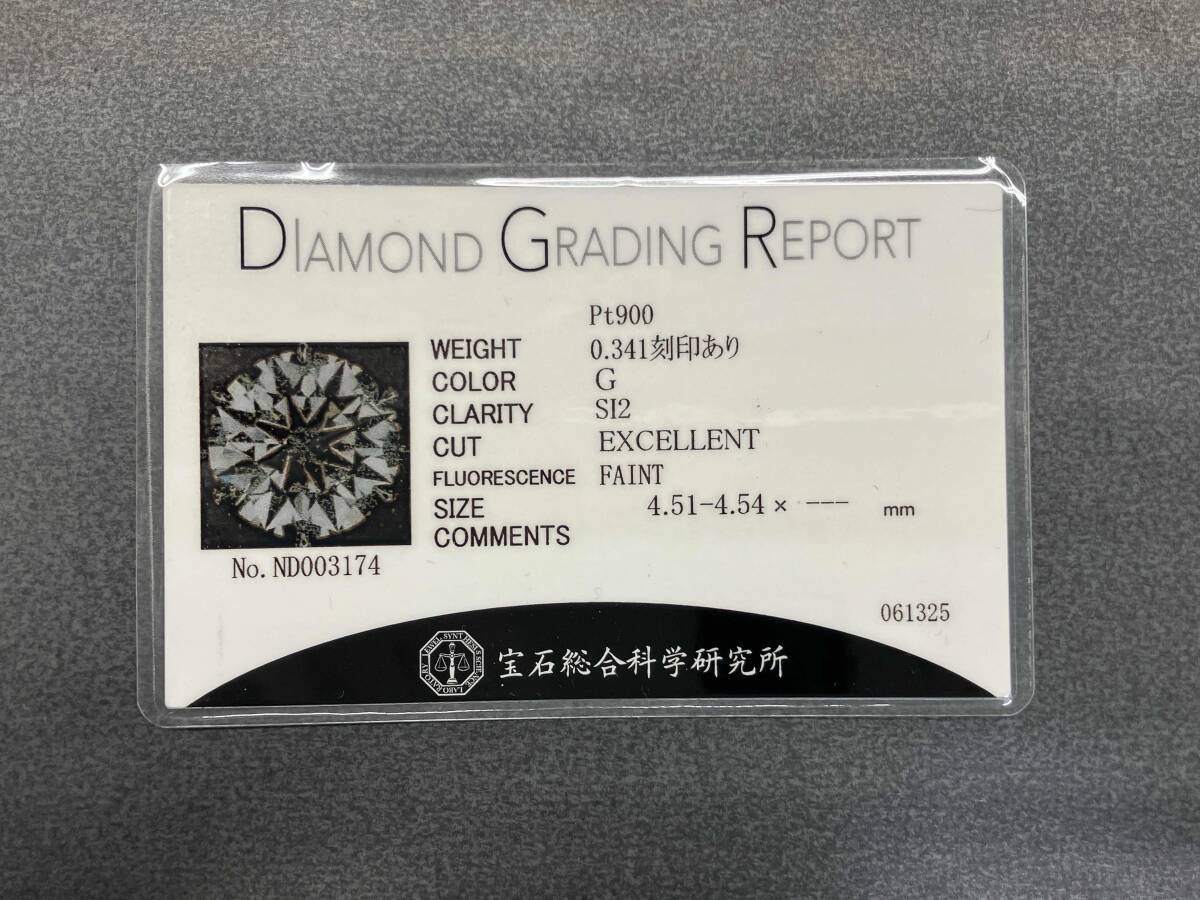 DIAMOND GRADING REPORT
Pt900
WEIGHT 0.341刻印あり
COLOR G
CLARITY SI2
CUT EXCELLENT
FLUORESCENCE FAINT
SIZE 4.51-4.54 × --- mm
COMMENTS
No. ND003174
061325
宝石総合科学研究所